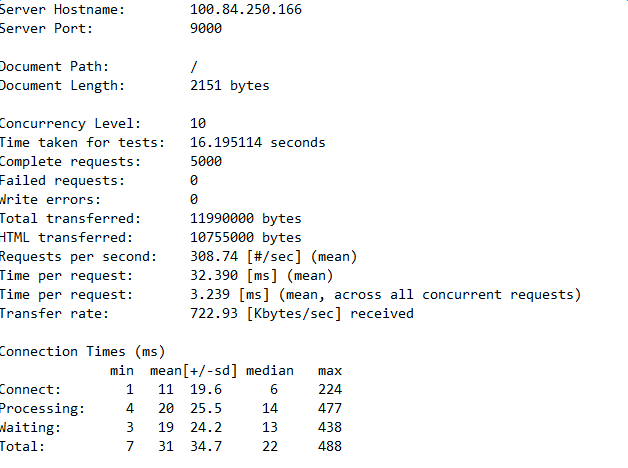 Server Hostname: 100.84.250.166
Server Port: 9000
Document Path: /
Document Length: 2151 bytes
Concurrency Level: 10
Time taken for tests: 16.195114 seconds
Complete requests: 5000
Failed requests: 0
Write errors: 0
Total transferred: 11990000 bytes
HTML transferred: 10755000 bytes
Requests per second: 308.74 [#/sec] (mean)
Time per request: 32.390 [ms] (mean)
Time per request: 3.239 [ms] (mean, across all concurrent requests)
Transfer rate: 722.93 [Kbytes/sec] received
Connection Times (ms)
min mean[+/-sd] median max
Connect: 1 11 19.6 6 224
Processing: 4 20 25.5 14 477
Waiting: 3 19 24.2 13 438
Total: 7 31 34.7 22 488